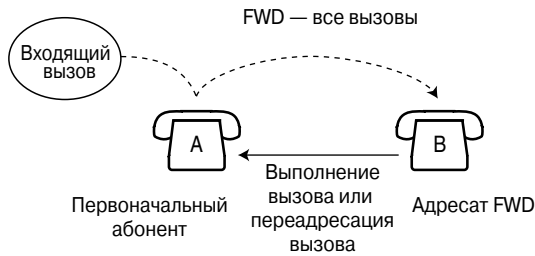 FWD — все вызовы
Входящий
вызов
A
B
Выполнение
вызова или
переадресация
вызова
Первоначальный
абонент
Адресат FWD